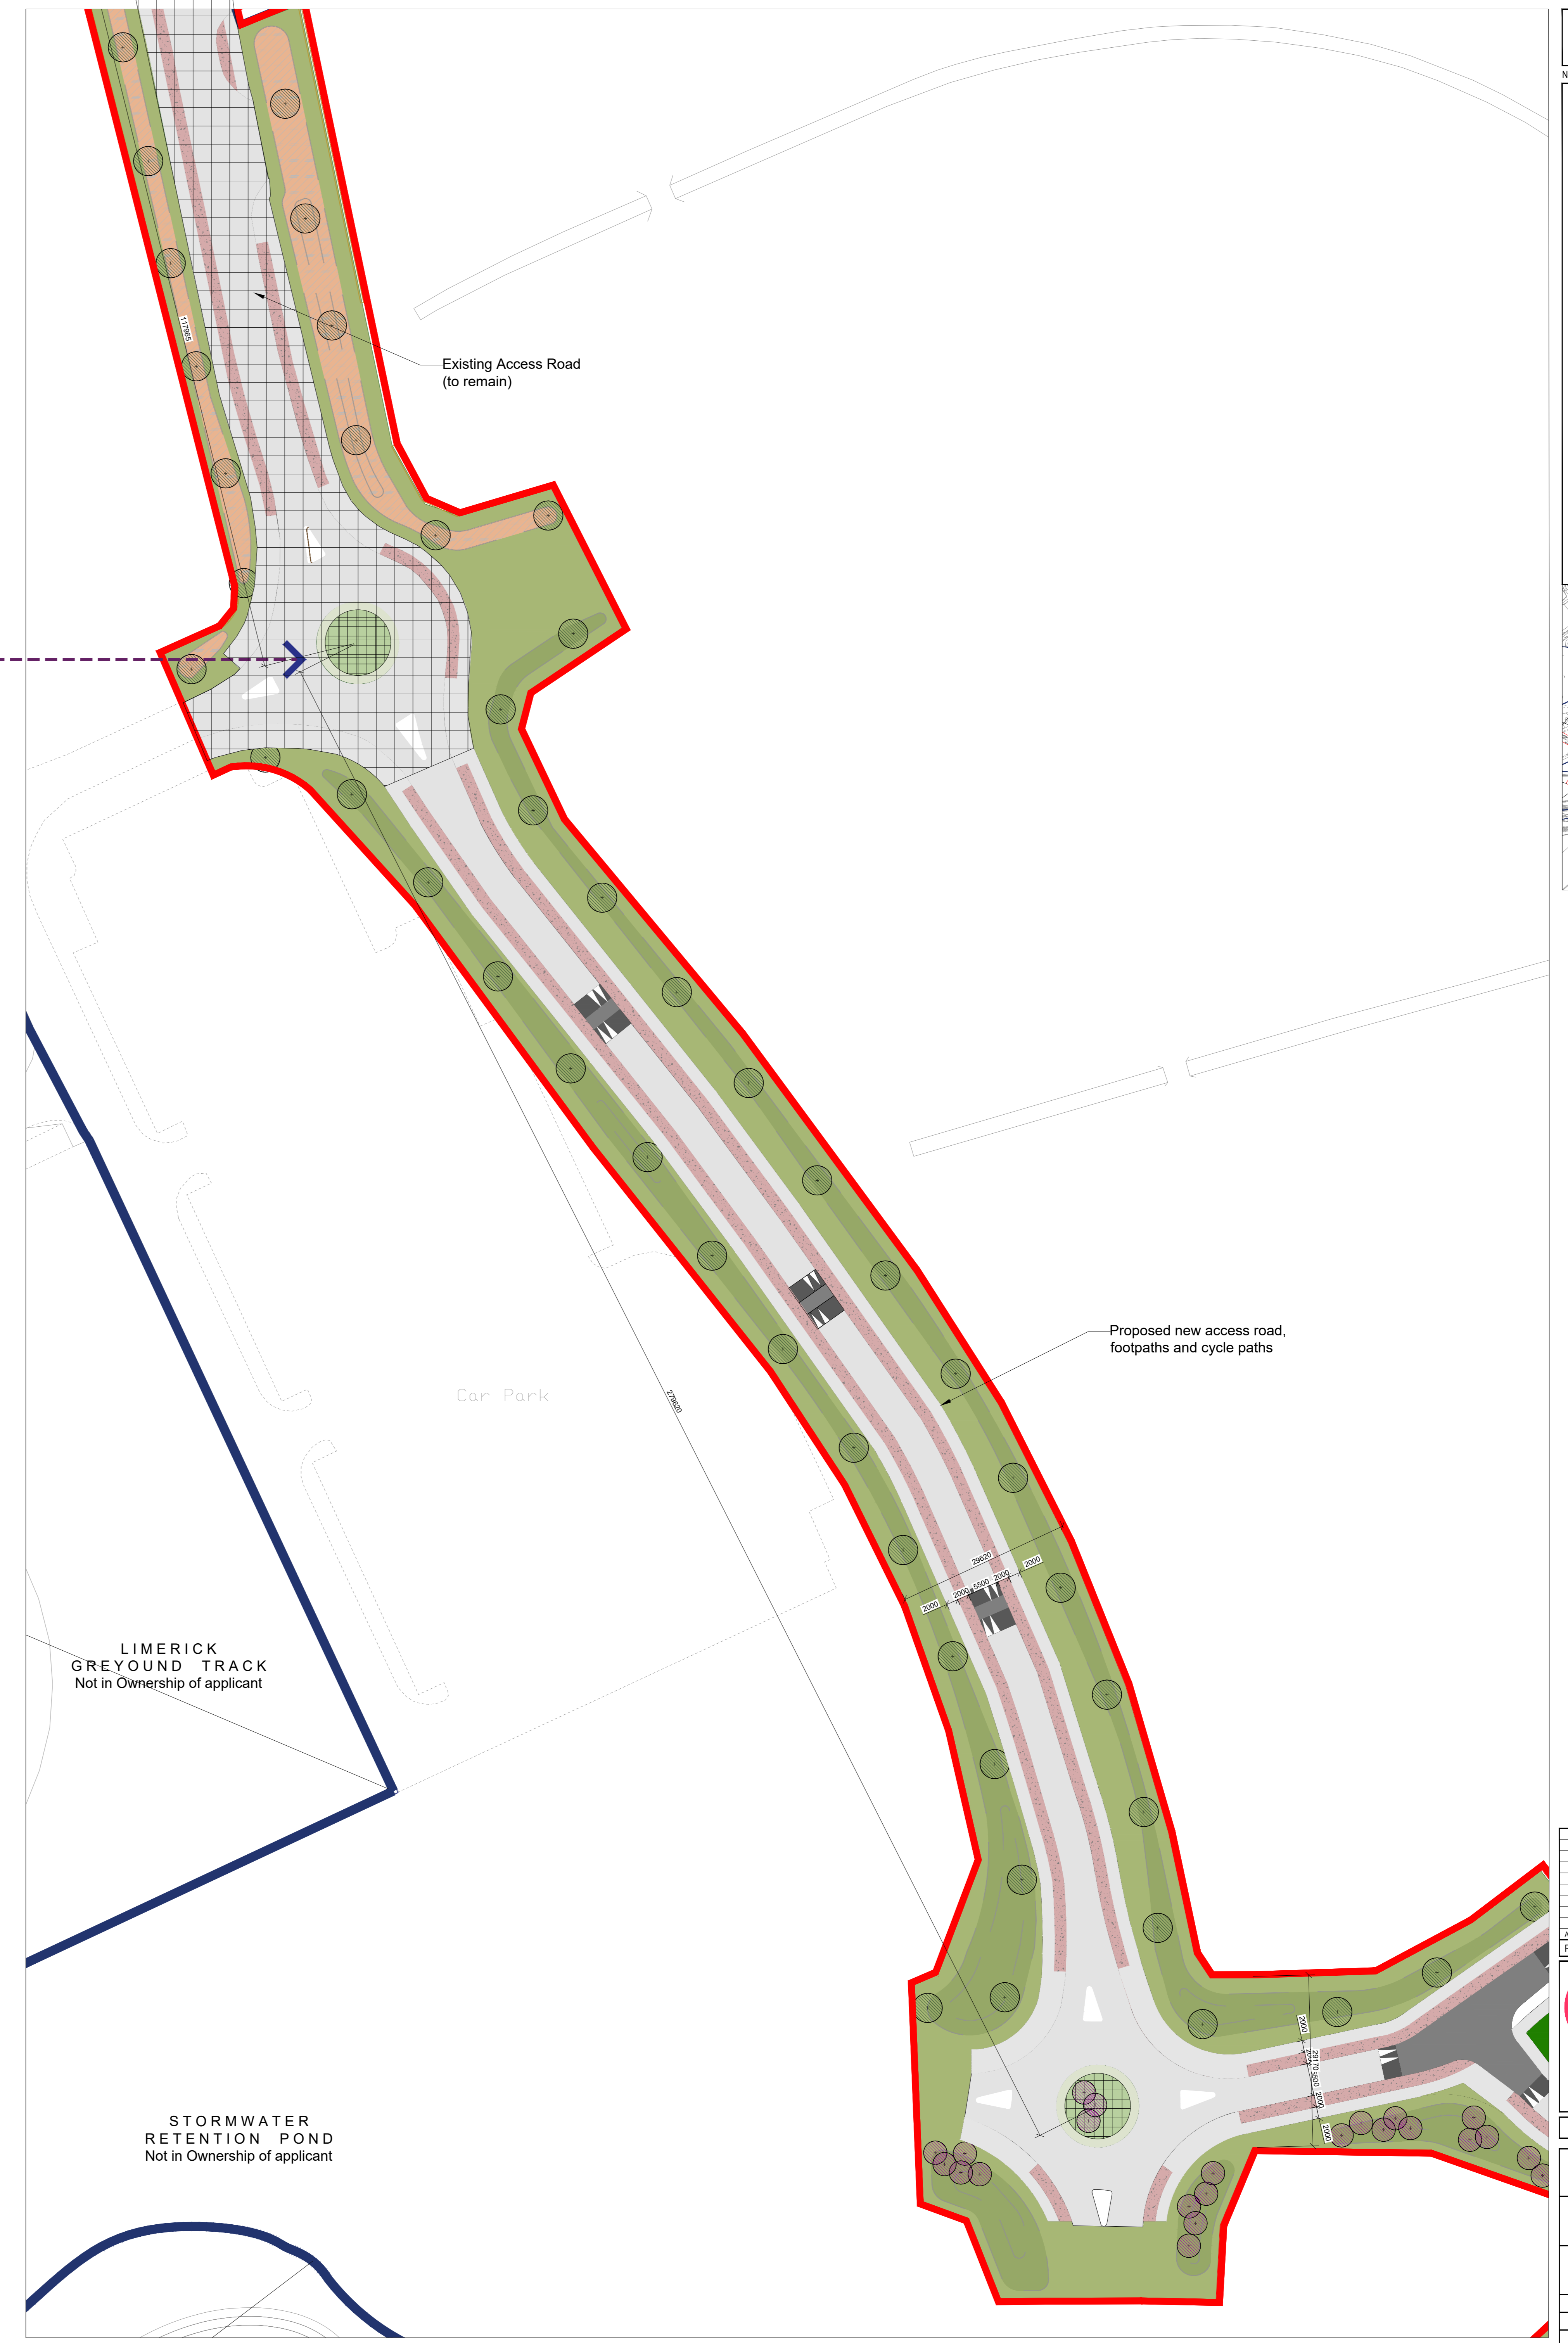 117965
Existing Access Road
(to remain)
Proposed new access road,
footpaths and cycle paths
Car Park
279620
29620
2000
2000
5500
2000
2000
LIMERICK
GREYOUND TRACK
Not in Ownership of applicant
2000
29170
2000
2000
STORMWATER
RETENTION POND
Not in Ownership of applicant